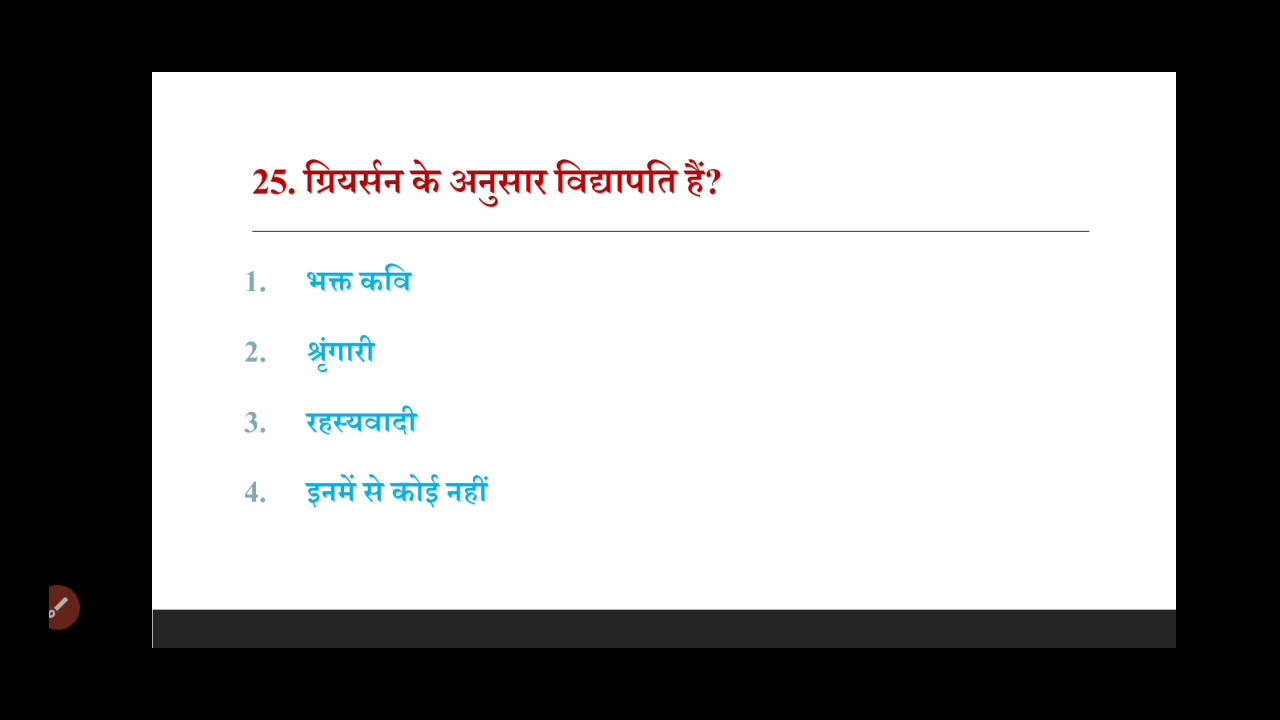 25. ग्रियर्सन के अनुसार विद्यापति हैं?
1. भक्त कवि
2. श्रृंगारी
3. रहस्यवादी
4. इनमें से कोई नहीं